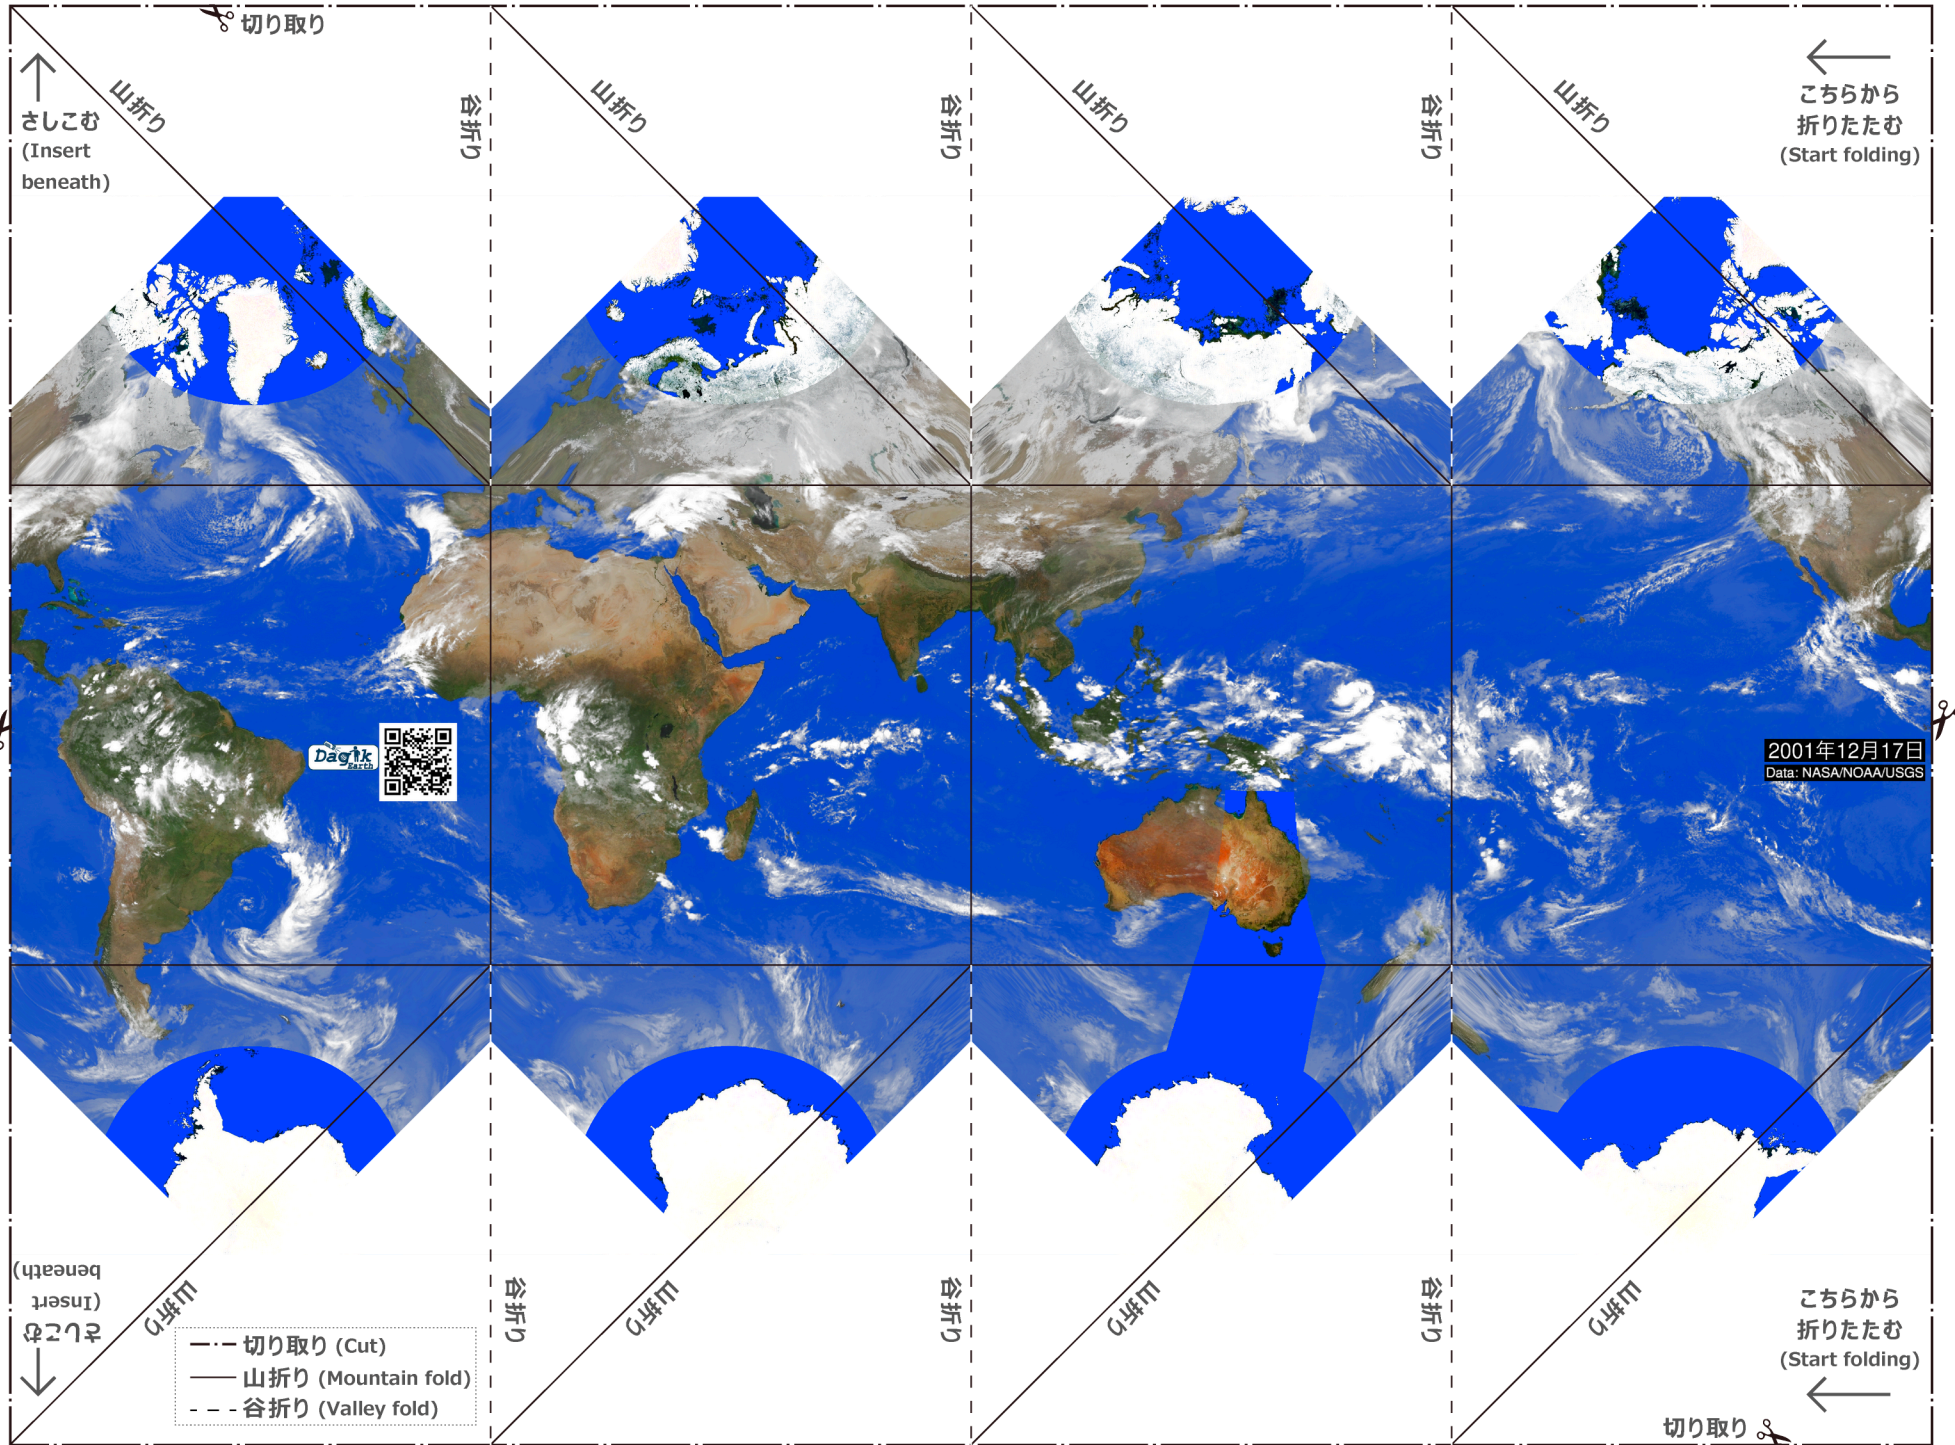 切り取り
さしこむ
(Insert
beneath)
山折り
谷折り
山折り
谷折り
山折り
谷折り
山折り
こちらから
折りたたむ
(Start folding)
Dagik
Earth
2001年12月17日
Data: NASA/NOAA/USGS
さしこむ
(Insert
beneath)
山折り
谷折り
山折り
谷折り
山折り
谷折り
山折り
こちらから
折りたたむ
(Start folding)
切り取り (Cut)
山折り (Mountain fold)
谷折り (Valley fold)
切り取り